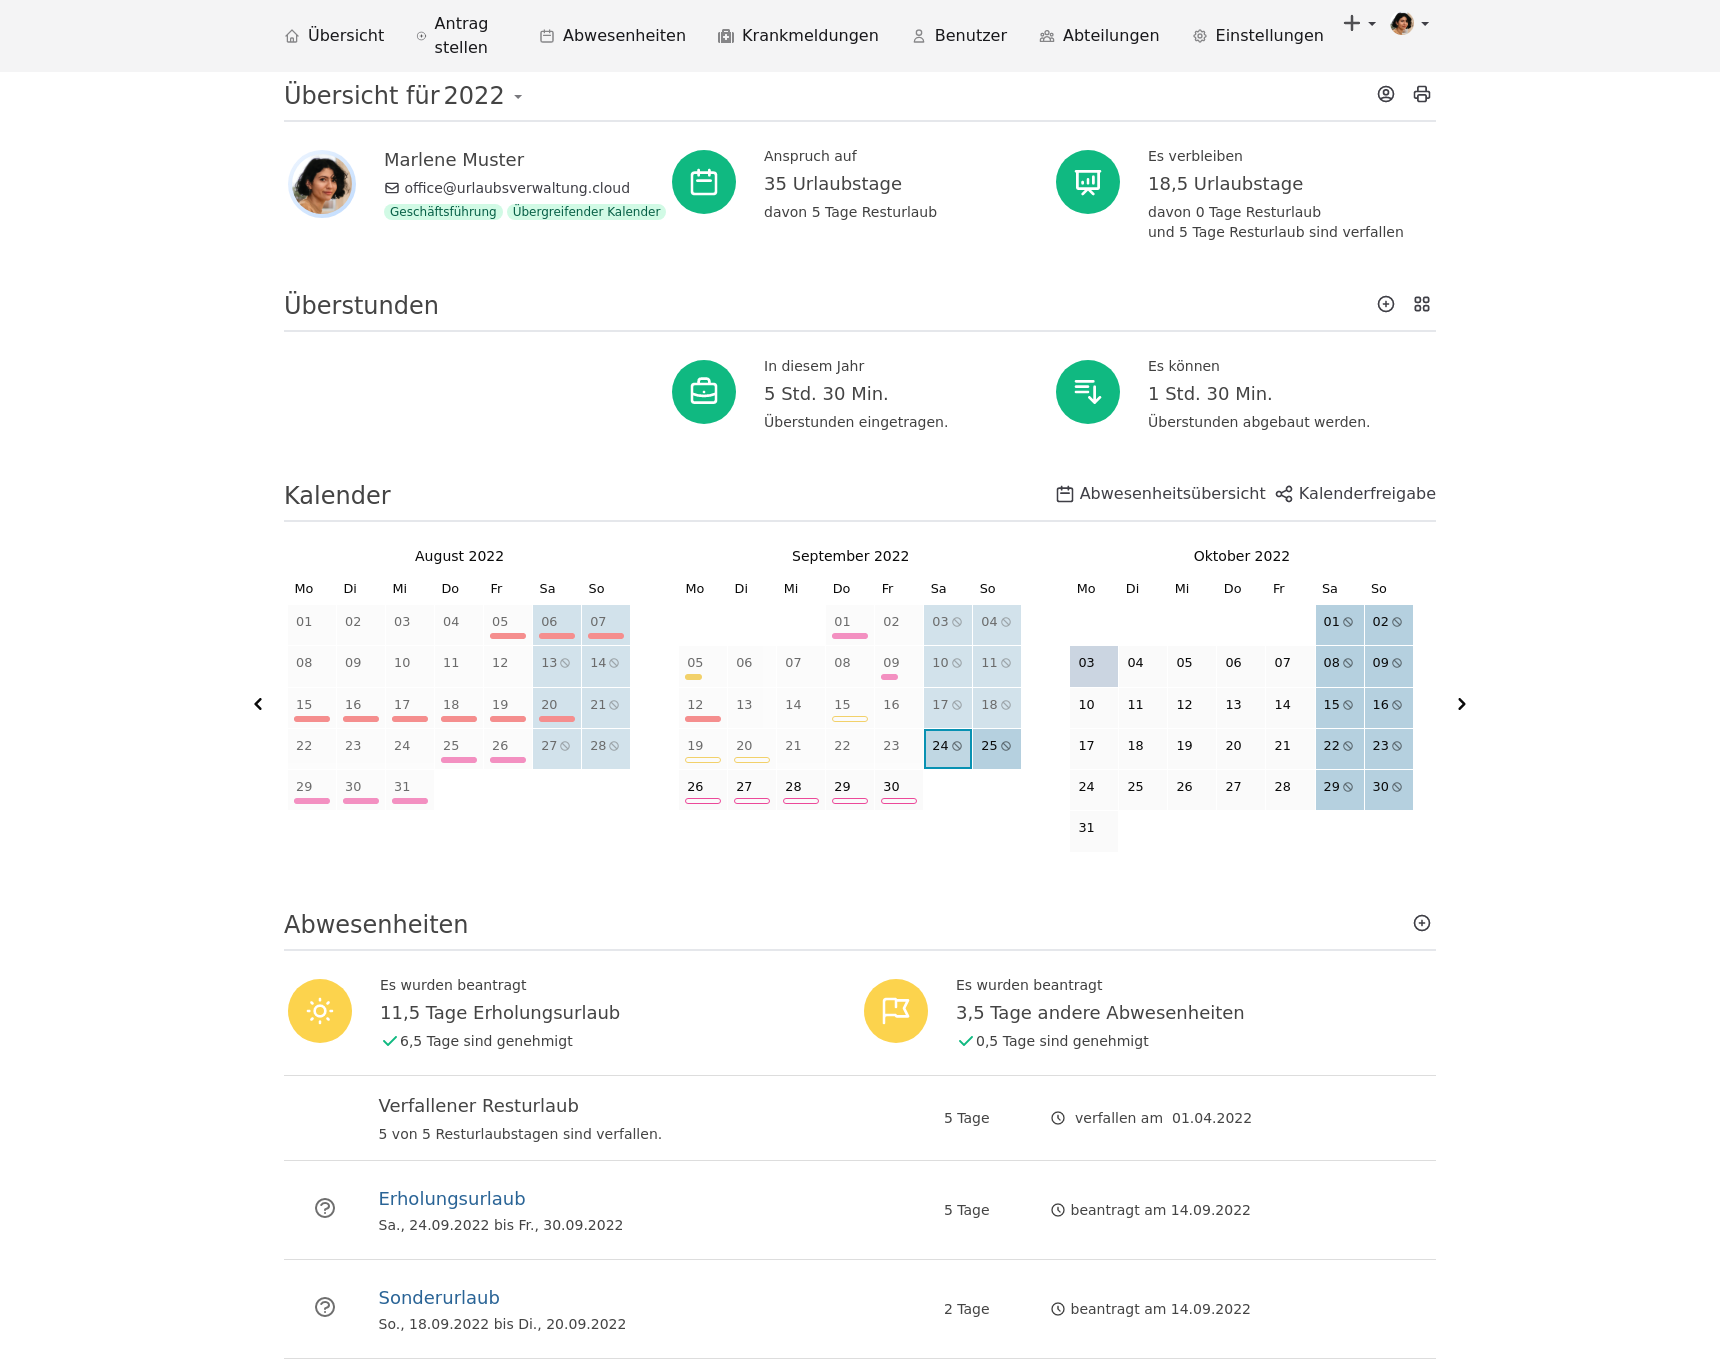 Übersicht
Antrag stellen
Abwesenheiten
Krankmeldungen
Benutzer
Abteilungen
Einstellungen
Übersicht für 2022
Marlene Muster
office@urlaubsverwaltung.cloud
Geschäftsführung Übergreifender Kalender
Anspruch auf
35 Urlaubstage
davon 5 Tage Resturlaub
Es verbleiben
18,5 Urlaubstage
davon 0 Tage Resturlaub
und 5 Tage Resturlaub sind verfallen
Überstunden
In diesem Jahr
5 Std. 30 Min.
Überstunden eingetragen.
Es können
1 Std. 30 Min.
Überstunden abgebaut werden.
Kalender
Abwesenheitsübersicht Kalenderfreigabe
August 2022
Mo Di Mi Do Fr Sa So
01 02 03 04 05 06 07
08 09 10 11 12 13 14
15 16 17 18 19 20 21
22 23 24 25 26 27 28
29 30 31
September 2022
Mo Di Mi Do Fr Sa So
01 02 03 04
05 06 07 08 09 10 11
12 13 14 15 16 17 18
19 20 21 22 23 24 25
26 27 28 29 30
Oktober 2022
Mo Di Mi Do Fr Sa So
01 02
03 04 05 06 07 08 09
10 11 12 13 14 15 16
17 18 19 20 21 22 23
24 25 26 27 28 29 30
31
Abwesenheiten
Es wurden beantragt
11,5 Tage Erholungsurlaub
6,5 Tage sind genehmigt
Es wurden beantragt
3,5 Tage andere Abwesenheiten
0,5 Tage sind genehmigt
Verfallener Resturlaub
5 von 5 Resturlaubstagen sind verfallen.
5 Tage
verfallen am 01.04.2022
Erholungsurlaub
Sa., 24.09.2022 bis Fr., 30.09.2022
5 Tage
beantragt am 14.09.2022
Sonderurlaub
So., 18.09.2022 bis Di., 20.09.2022
2 Tage
beantragt am 14.09.2022